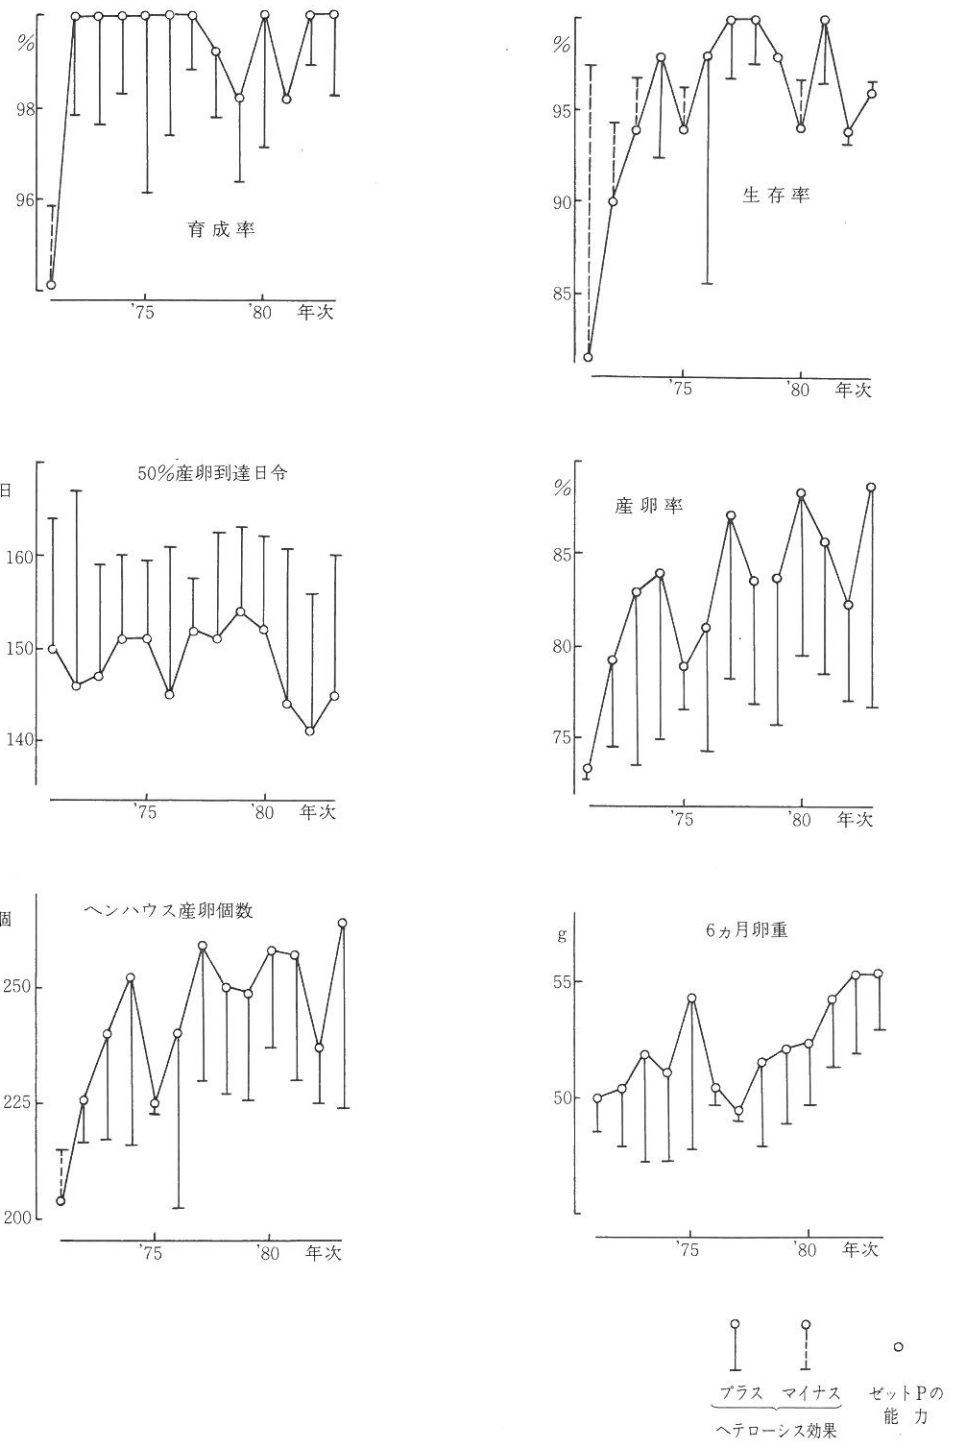 %
98
96
育成率
'75
'80
年次
%
95
90
85
生存率
'75
'80
年次
50%産卵到達日令
日
160
150
140
'75
'80
年次
%
産卵率
85
80
75
'75
'80
年次
ヘンハウス産卵個数
個
250
225
200
'75
'80
年次
6ヵ月卵重
g
55
50
'75
'80
年次
プラス マイナス
ヘテローシス効果
ゼットPの
能力